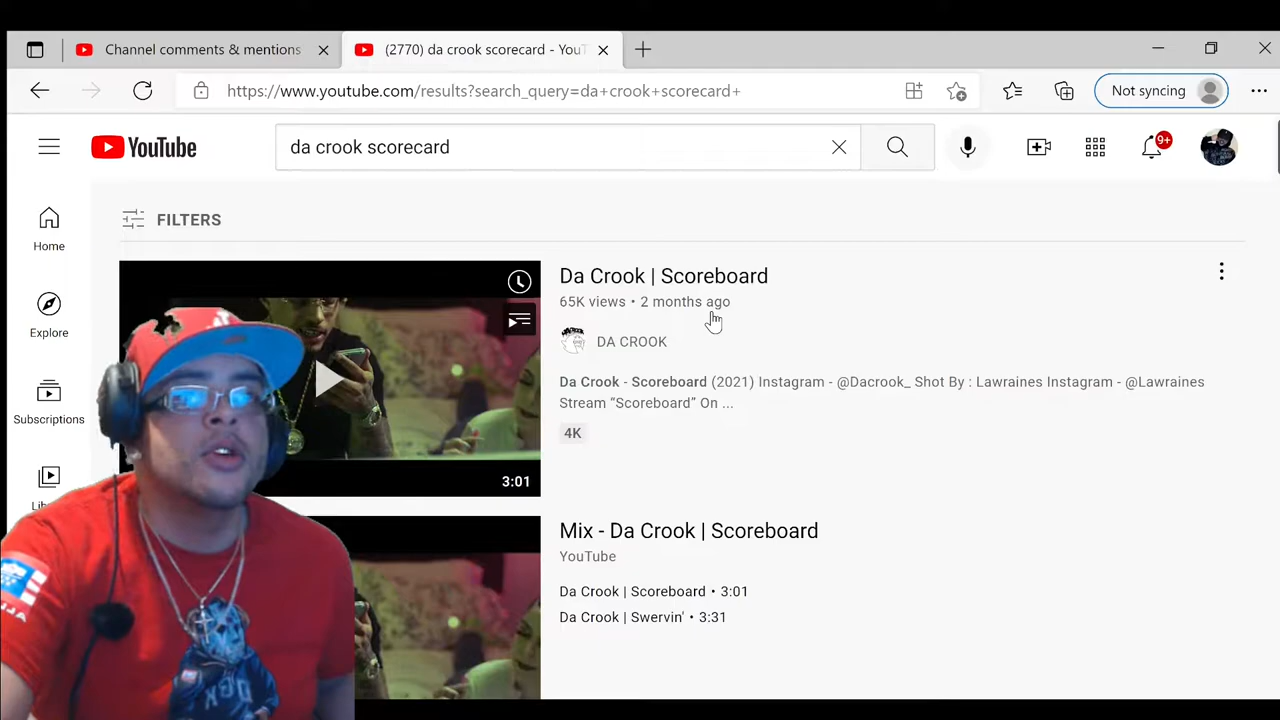 Channel comments & mentions
(2770) da crook scorecard - YouT
https://www.youtube.com/results?search_query=da+crook+scorecard+
Not syncing
YouTube
da crook scorecard
9+
Home
Explore
Subscriptions
FILTERS
Da Crook | Scoreboard
65K views • 2 months ago
DA CROOK
Da Crook - Scoreboard (2021) Instagram - @Dacrook_ Shot By : Lawraines Instagram - @Lawraines
Stream “Scoreboard” On ...
4K
3:01
Mix - Da Crook | Scoreboard
YouTube
Da Crook | Scoreboard • 3:01
Da Crook | Swervin' • 3:31